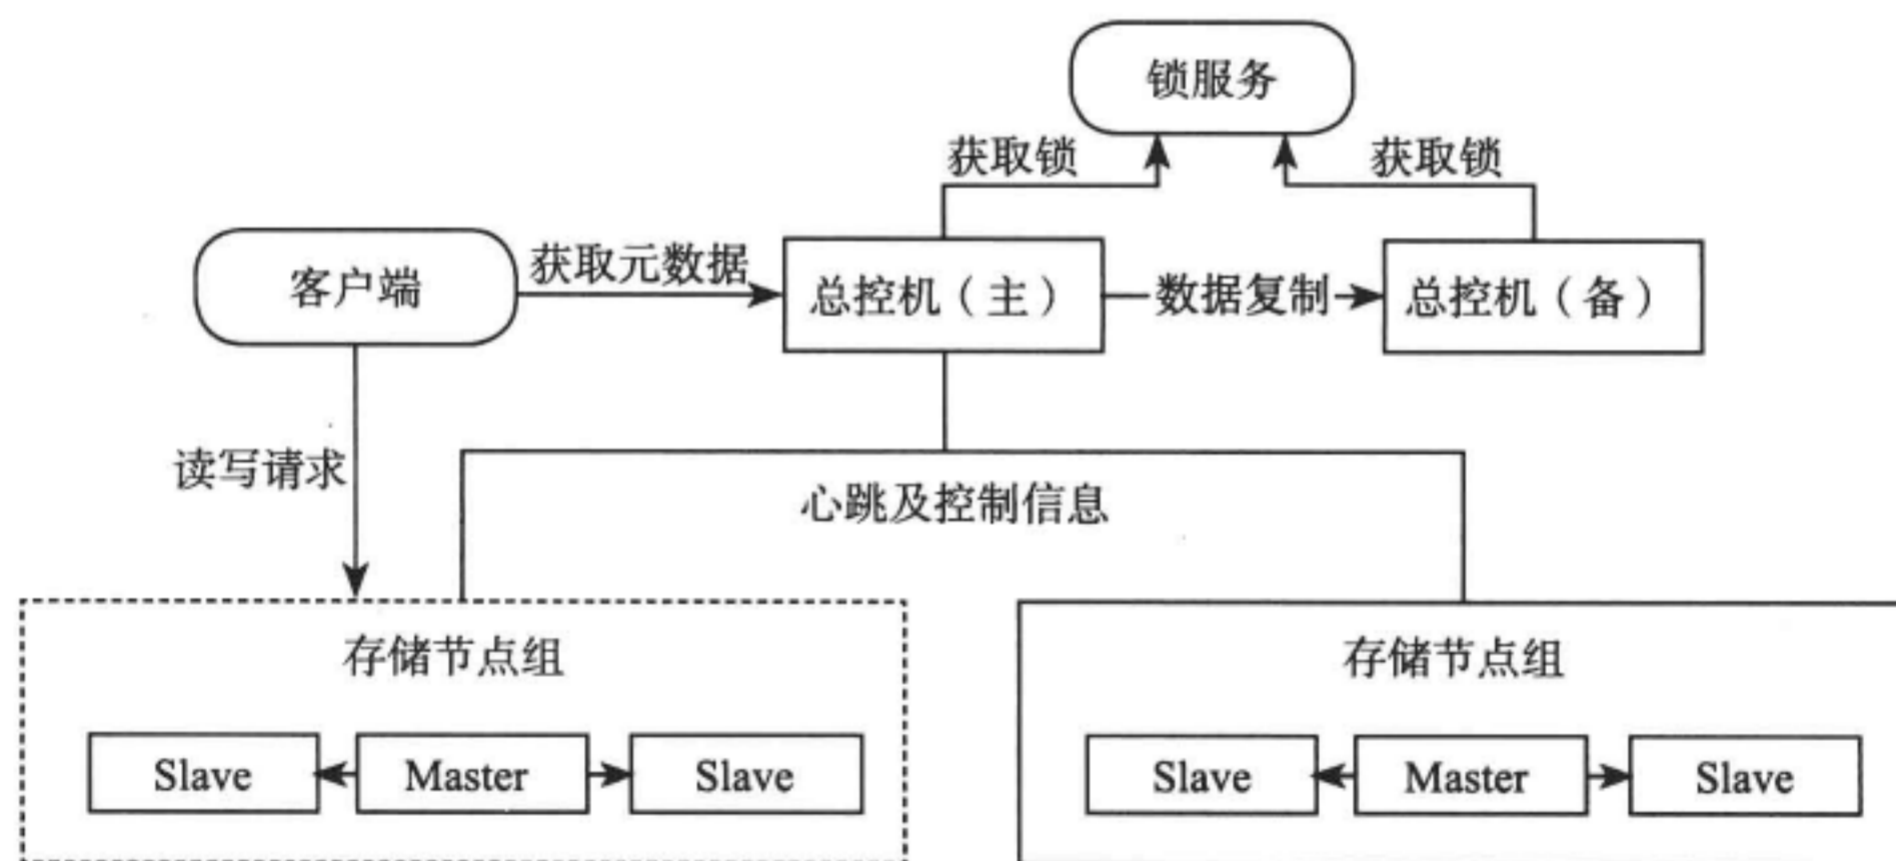 锁服务
获取锁
获取锁
客户端
获取元数据
总控机（主）
数据复制
总控机（备）
读写请求
心跳及控制信息
存储节点组
Slave
Master
Slave
存储节点组
Slave
Master
Slave